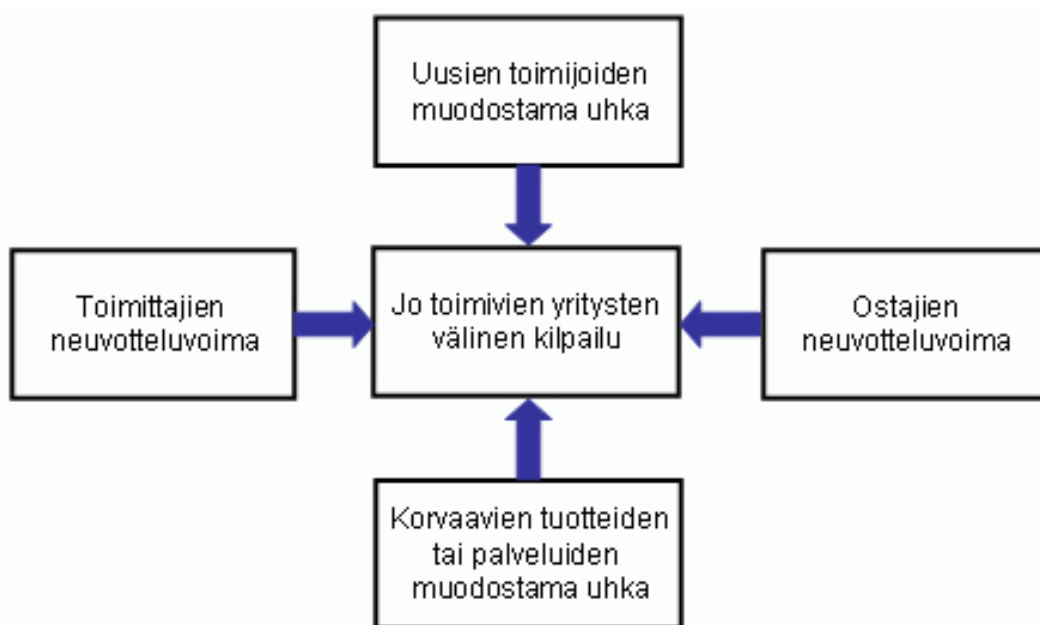 Uusien toimijoiden
muodostama uhka
Toimittajien
neuvotteluvoima
Jo toimivien yritysten
välinen kilpailu
Ostajien
neuvotteluvoima
Korvaavien tuotteiden
tai palveluiden
muodostama uhka